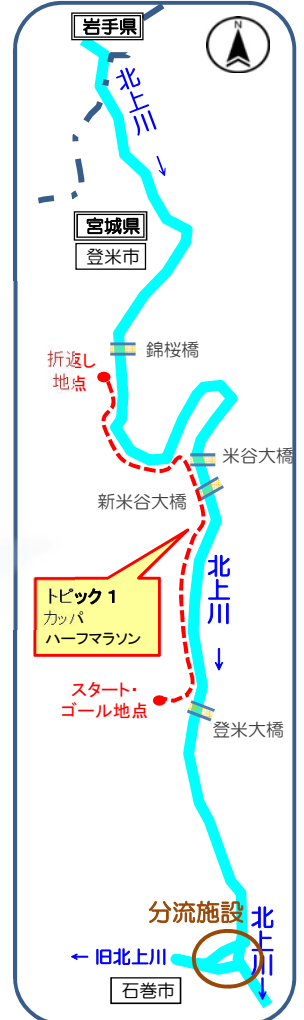 岩手県
N
北上川
↓
宮城県
登米市
錦桜橋
折返し
地点
米谷大橋
新米谷大橋
トピック1
カッパ
ハーフマラソン
北上川
↓
スタート・
ゴール地点
登米大橋
分流施設
北上川
↓
← 旧北上川
石巻市